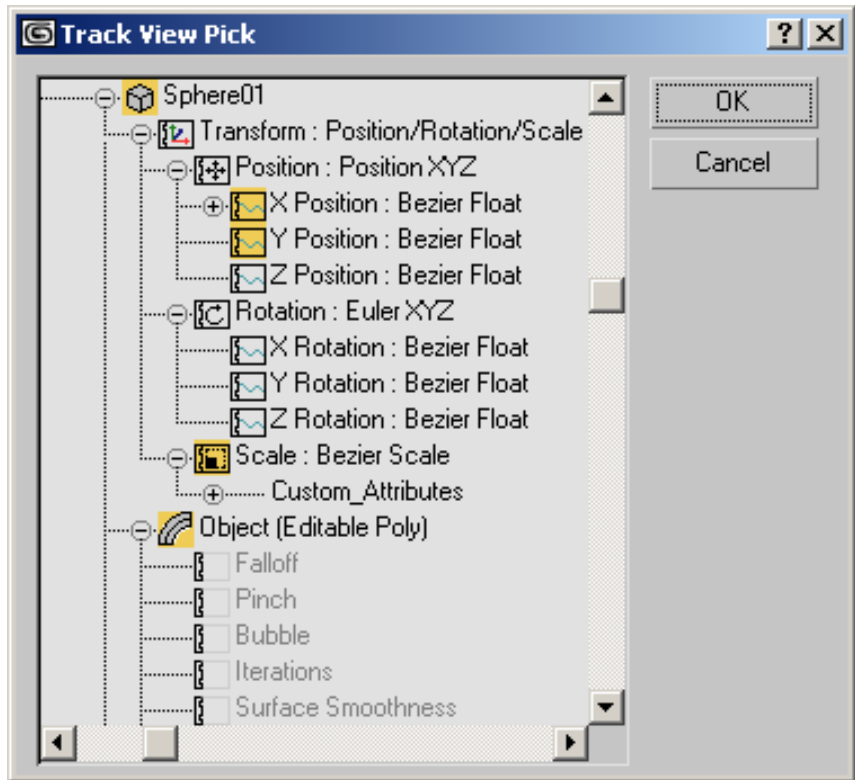 Track View Pick
Sphere01
OK
Transform : Position/Rotation/Scale
Position : Position XYZ
Cancel
X Position : Bezier Float
Y Position : Bezier Float
Z Position : Bezier Float
Rotation : Euler XYZ
X Rotation : Bezier Float
Y Rotation : Bezier Float
Z Rotation : Bezier Float
Scale : Bezier Scale
Custom_Attributes
Object (Editable Poly)
Falloff
Pinch
Bubble
Iterations
Surface Smoothness